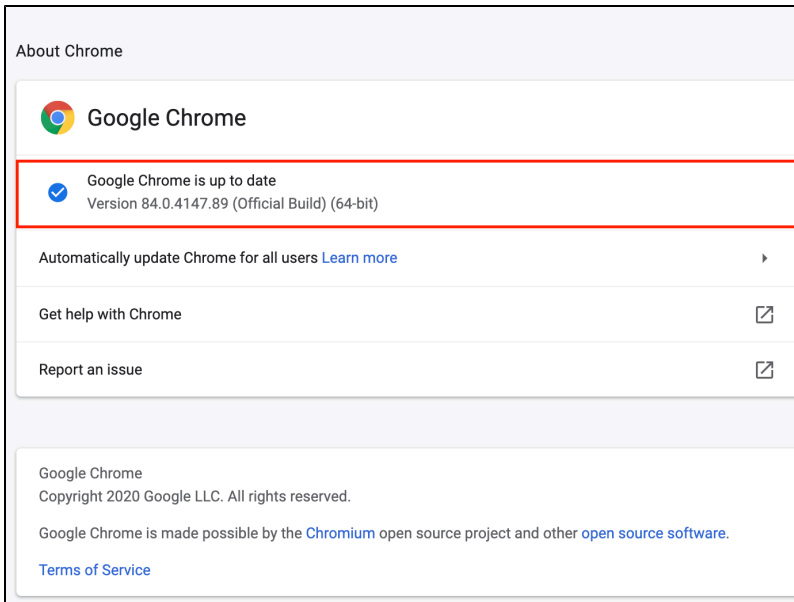 About Chrome
Google Chrome
Google Chrome is up to date
Version 84.0.4147.89 (Official Build) (64-bit)
Automatically update Chrome for all users Learn more
Get help with Chrome
Report an issue
Google Chrome
Copyright 2020 Google LLC. All rights reserved.
Google Chrome is made possible by the Chromium open source project and other open source software.
Terms of Service